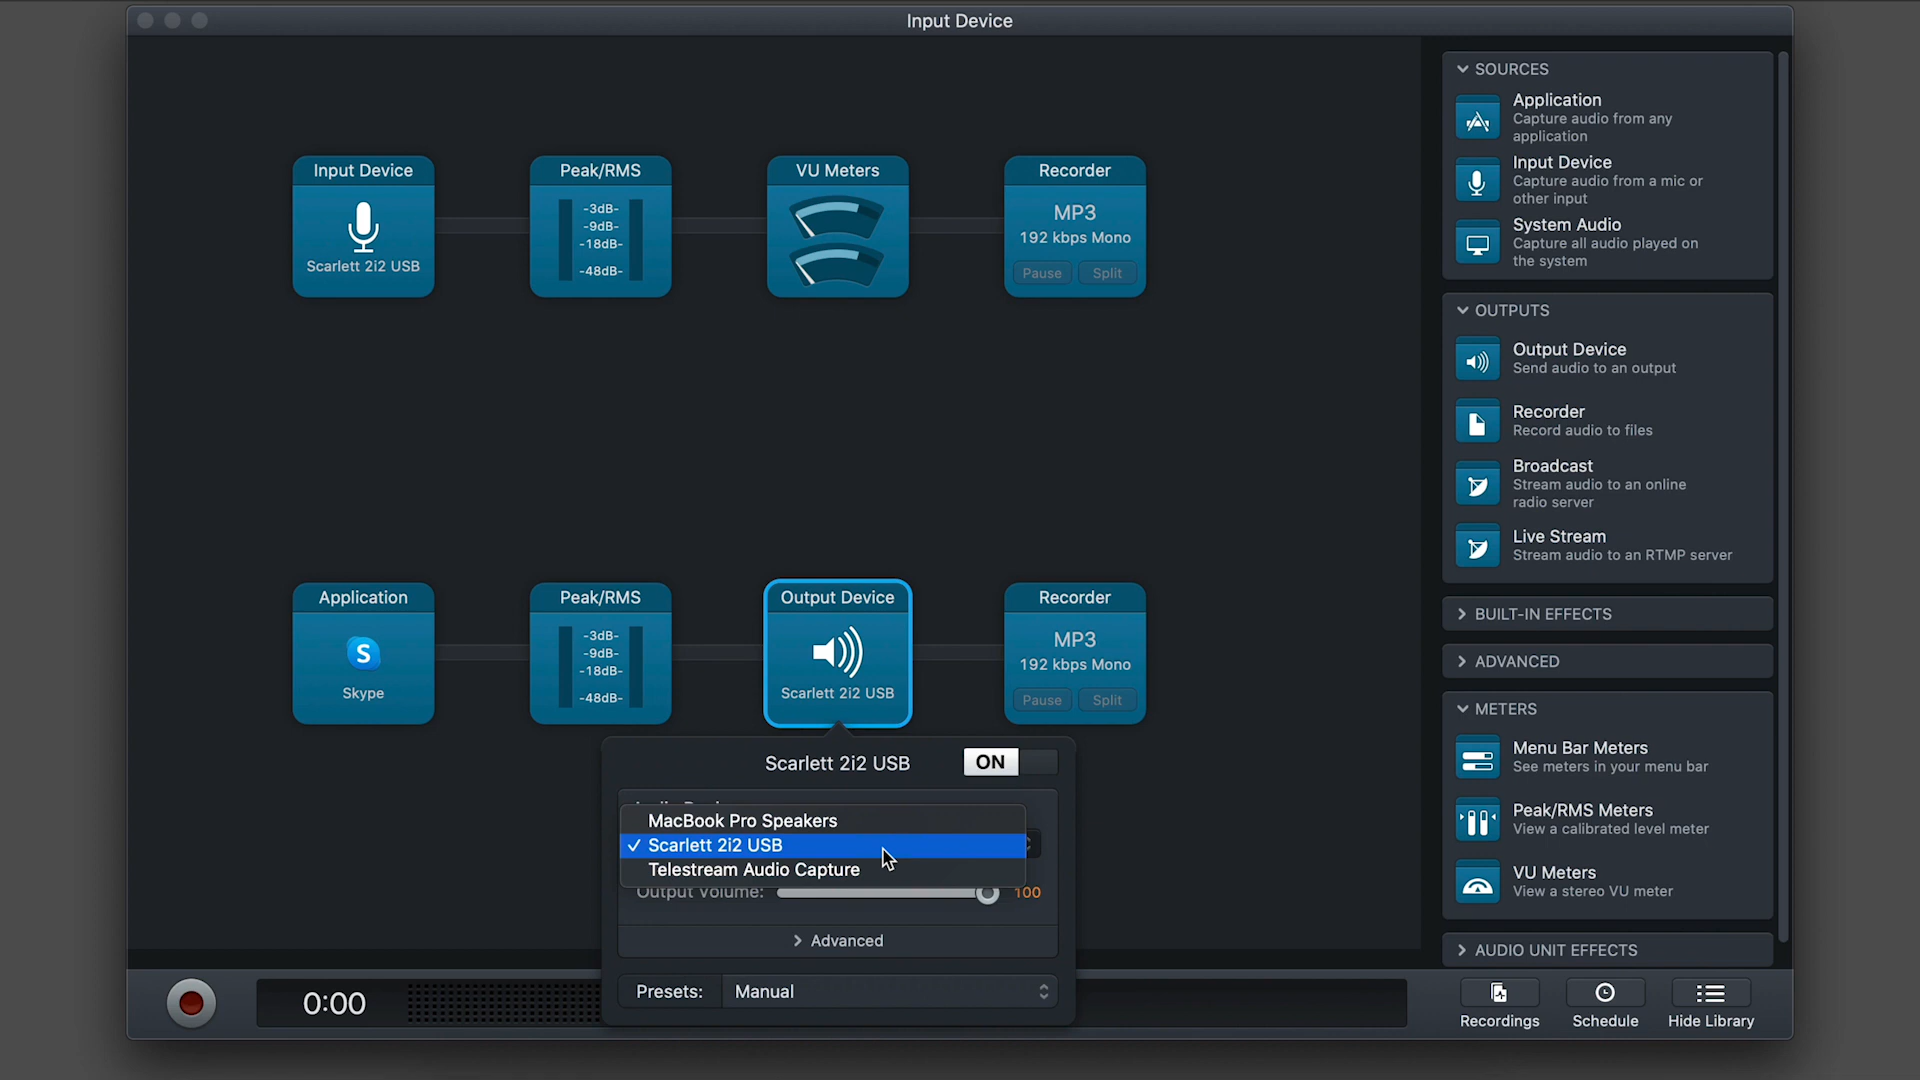 Input Device
Input Device
Scarlett 2i2 USB
Peak/RMS
-3dB-
-9dB-
-18dB-
-48dB-
VU Meters
Recorder
MP3
192 kbps Mono
Pause Split
Application
S
Skype
Peak/RMS
-3dB-
-9dB-
-18dB-
-48dB-
Output Device
Scarlett 2i2 USB
Recorder
MP3
192 kbps Mono
Pause Split
Scarlett 2i2 USB ON
MacBook Pro Speakers
✓ Scarlett 2i2 USB
Telestream Audio Capture
Output Volume: 100
Advanced
Presets: Manual
SOURCES
Application
Capture audio from any
application
Input Device
Capture audio from a mic or
other input
System Audio
Capture all audio played on
the system
OUTPUTS
Output Device
Send audio to an output
Recorder
Record audio to files
Broadcast
Stream audio to an online
radio server
Live Stream
Stream audio to an RTMP server
BUILT-IN EFFECTS
ADVANCED
METERS
Menu Bar Meters
See meters in your menu bar
Peak/RMS Meters
View a calibrated level meter
VU Meters
View a stereo VU meter
AUDIO UNIT EFFECTS
0:00
Recordings Schedule Hide Library